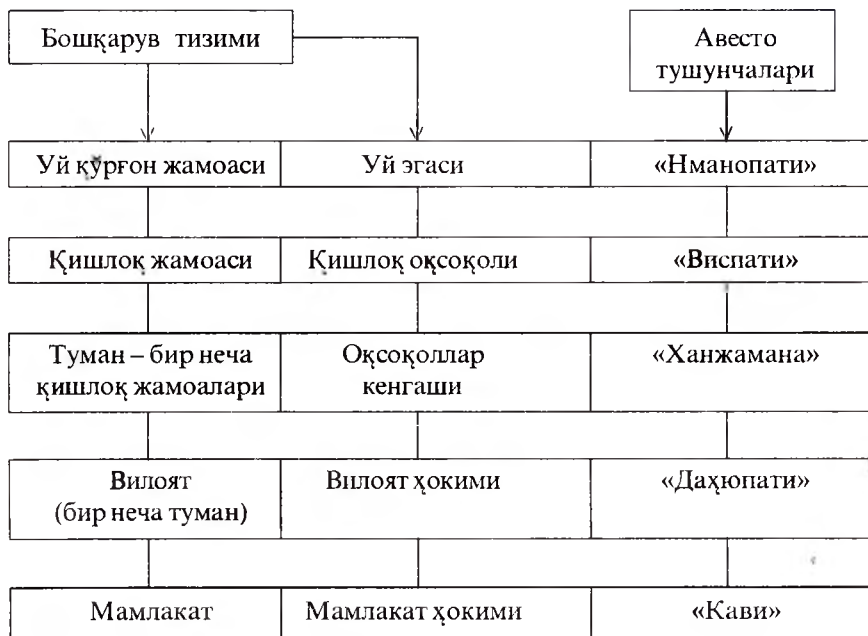 Бошқарув тизими
Авесто
тушунчалари
Уй қўрғон жамоаси
Уй эгаси
«Нманопати»
Қишлоқ жамоаси
Қишлоқ оқсоқоли
«Виспати»
Туман – бир неча
қишлоқ жамоалари
Оқсоқоллар
кенгаши
«Ханжамана»
Вилоят
(бир неча туман)
Вилоят ҳокими
«Даҳюпати»
Мамлакат
Мамлакат ҳокими
«Кави»